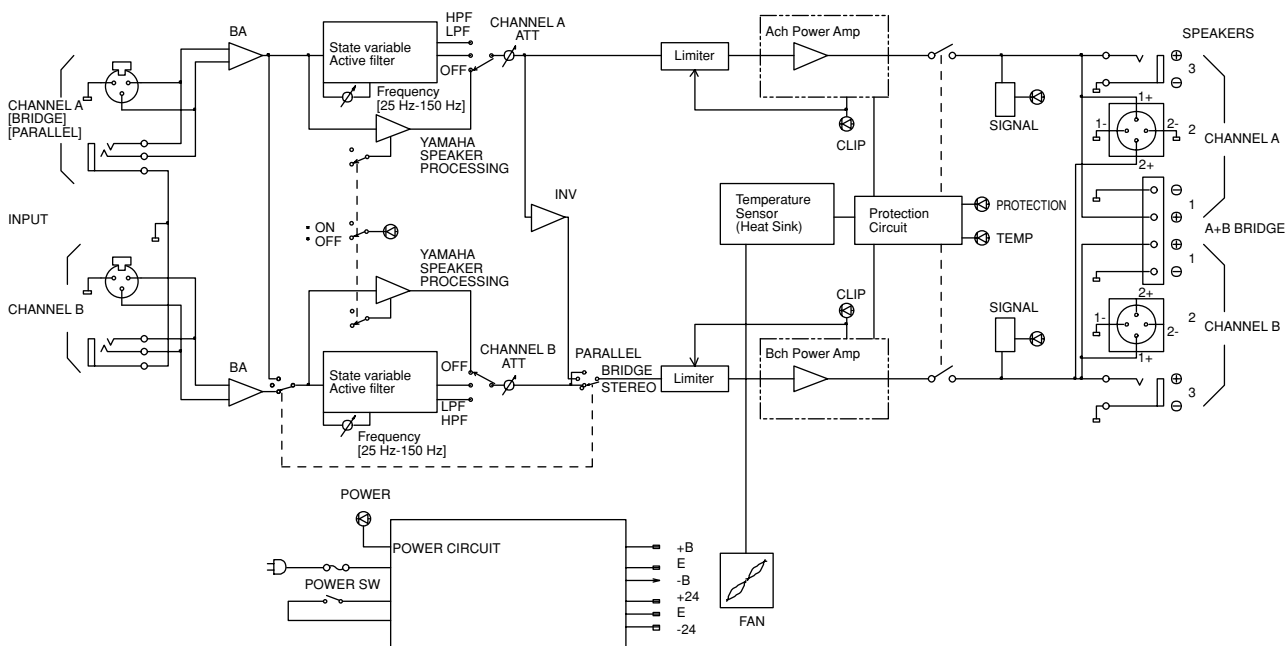 BA
State variable
Active filter
HPF
LPF
OFF
CHANNEL A
ATT
Frequency
[25 Hz-150 Hz]
Limiter
Ach Power Amp
CLIP
SIGNAL
SPEAKERS
⊕
3
⊖
1+
1-
2-
2
2+
CHANNEL A
CHANNEL A
[BRIDGE]
[PARALLEL]
YAMAHA
SPEAKER
PROCESSING
INV
Temperature
Sensor
(Heat Sink)
Protection
Circuit
PROTECTION
TEMP
⊖
1
⊕
A+B BRIDGE
⊕
1
⊖
INPUT
ON
OFF
YAMAHA
SPEAKER
PROCESSING
CLIP
SIGNAL
2+
1-
2
2-
1+
CHANNEL B
CHANNEL B
BA
State variable
Active filter
OFF
LPF
HPF
CHANNEL B
ATT
PARALLEL
BRIDGE
STEREO
Limiter
Bch Power Amp
⊕
3
⊖
Frequency
[25 Hz-150 Hz]
POWER
POWER CIRCUIT
POWER SW
+B
E
-B
+24
E
-24
FAN